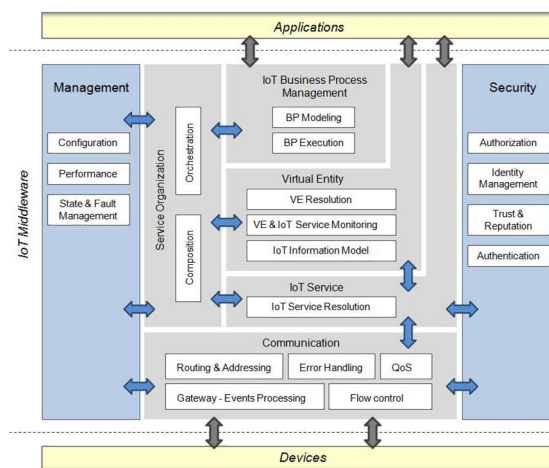 Applications
IoT Middleware
Management
Configuration
Performance
State & Fault
Management
Service Organization
Orchestration
Composition
IoT Business Process
Management
BP Modeling
BP Execution
Virtual Entity
VE Resolution
VE & IoT Service Monitoring
IoT Information Model
IoT Service
IoT Service Resolution
Communication
Routing & Addressing
Error Handling
QoS
Gateway - Events Processing
Flow control
Security
Authorization
Identity
Management
Trust &
Reputation
Authentication
Devices